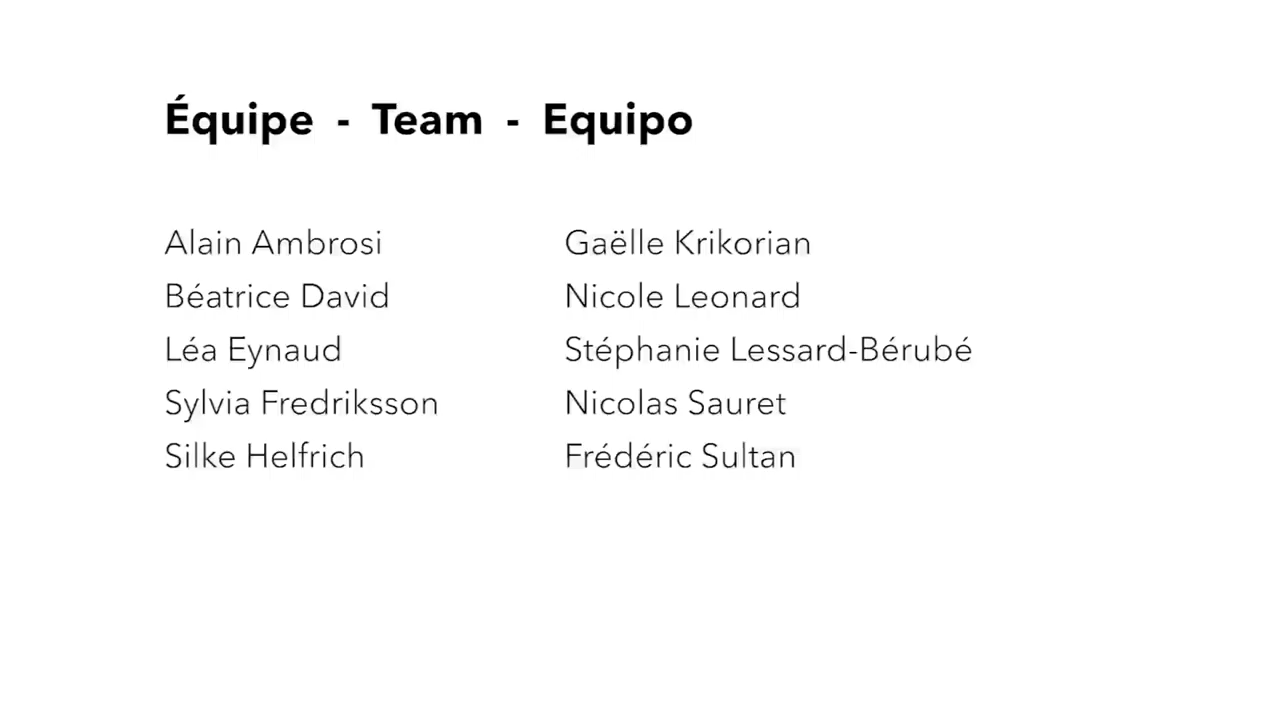 Équipe - Team - Equipo
Alain Ambrosi
Béatrice David
Léa Eynaud
Sylvia Fredriksson
Silke Helfrich
Gaëlle Krikorian
Nicole Leonard
Stéphanie Lessard-Bérubé
Nicolas Sauret
Frédéric Sultan